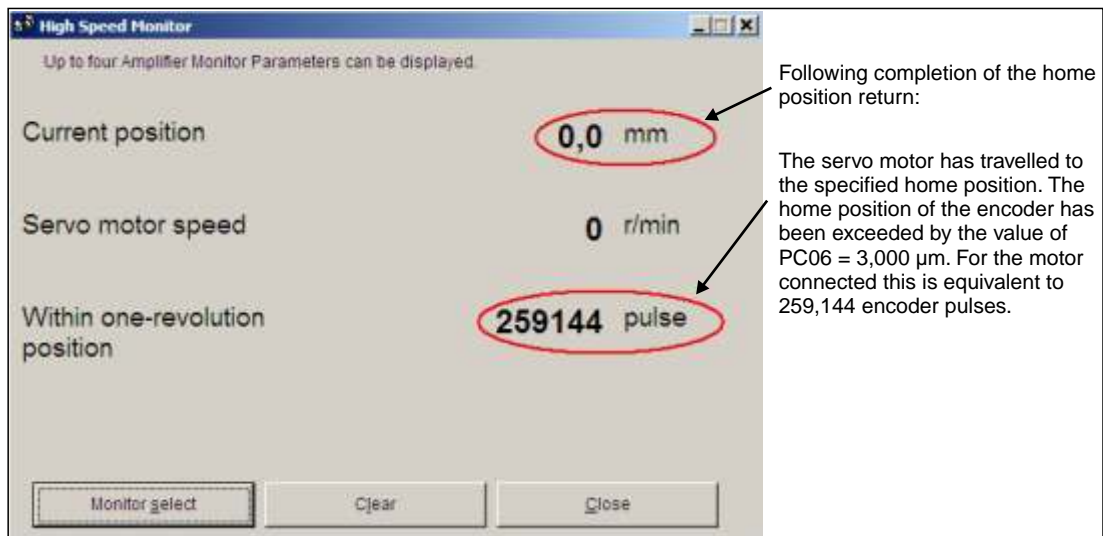 High Speed Monitor
Up to four Amplifier Monitor Parameters can be displayed.
Current position
0,0 mm
Servo motor speed
0 r/min
Within one-revolution
position
259144 pulse
Monitor select
Clear
Close
Following completion of the home
position return:
The servo motor has travelled to
the specified home position. The
home position of the encoder has
been exceeded by the value of
PC06 = 3,000 µm. For the motor
connected this is equivalent to
259,144 encoder pulses.